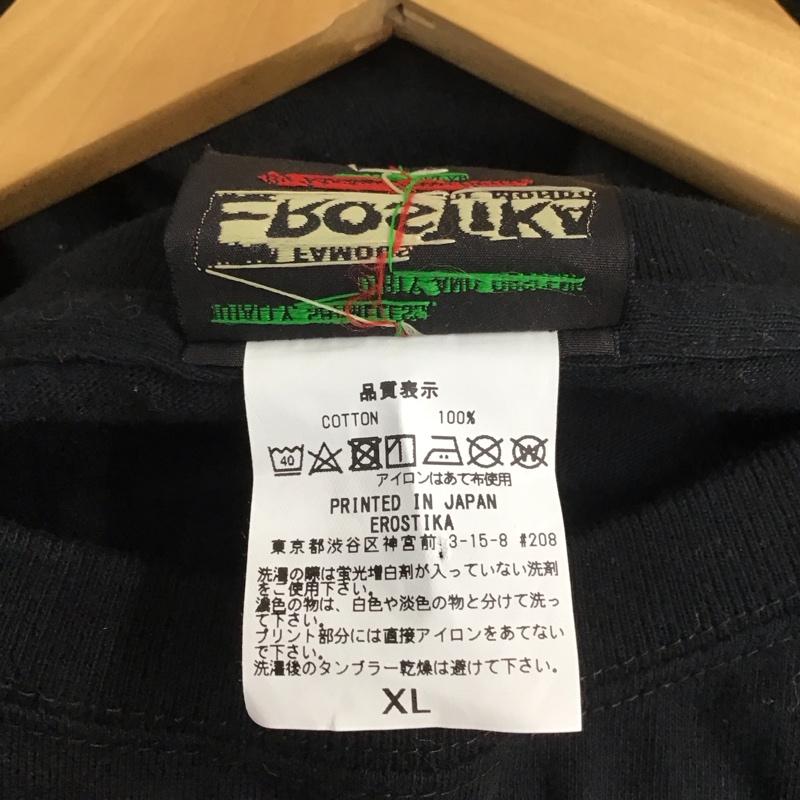 EROSTIKA
品質表示
COTTON 100%
40
アイロンはあて布使用
PRINTED IN JAPAN
EROSTIKA
東京都渋谷区神宮前 3-15-8 #208
洗濯の際は蛍光増白剤が入っていない洗剤
をご使用下さい。
濃色の物は、白色や淡色の物と分けて洗っ
て下さい。
プリント部分には直接アイロンをあてない
で下さい。
洗濯後のタンブラー乾燥は避けて下さい。
XL